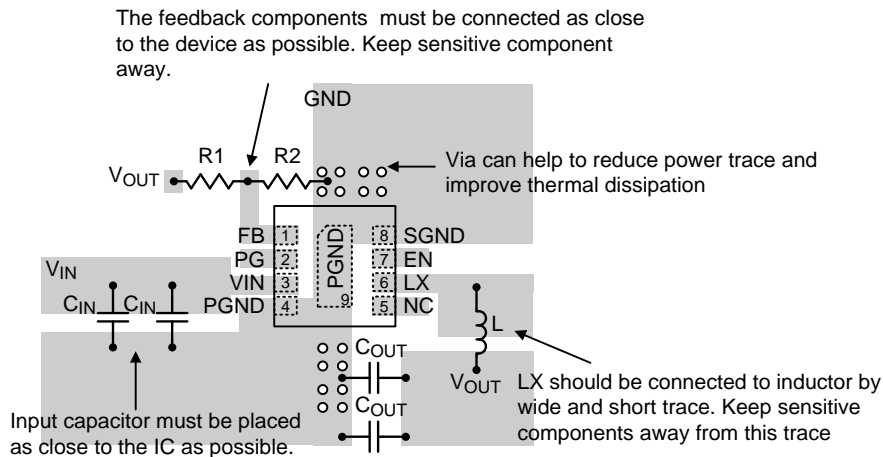 The feedback components must be connected as close
to the device as possible. Keep sensitive component
away.
GND
R1
R2
VOUT
Via can help to reduce power trace and
improve thermal dissipation
FB
1
8
SGND
PG
2
7
EN
VIN
3
6
LX
PGND
4
5
NC
PGND
9
VIN
CIN
CIN
L
COUT
VOUT
COUT
LX should be connected to inductor by
wide and short trace. Keep sensitive
components away from this trace
Input capacitor must be placed
as close to the IC as possible.